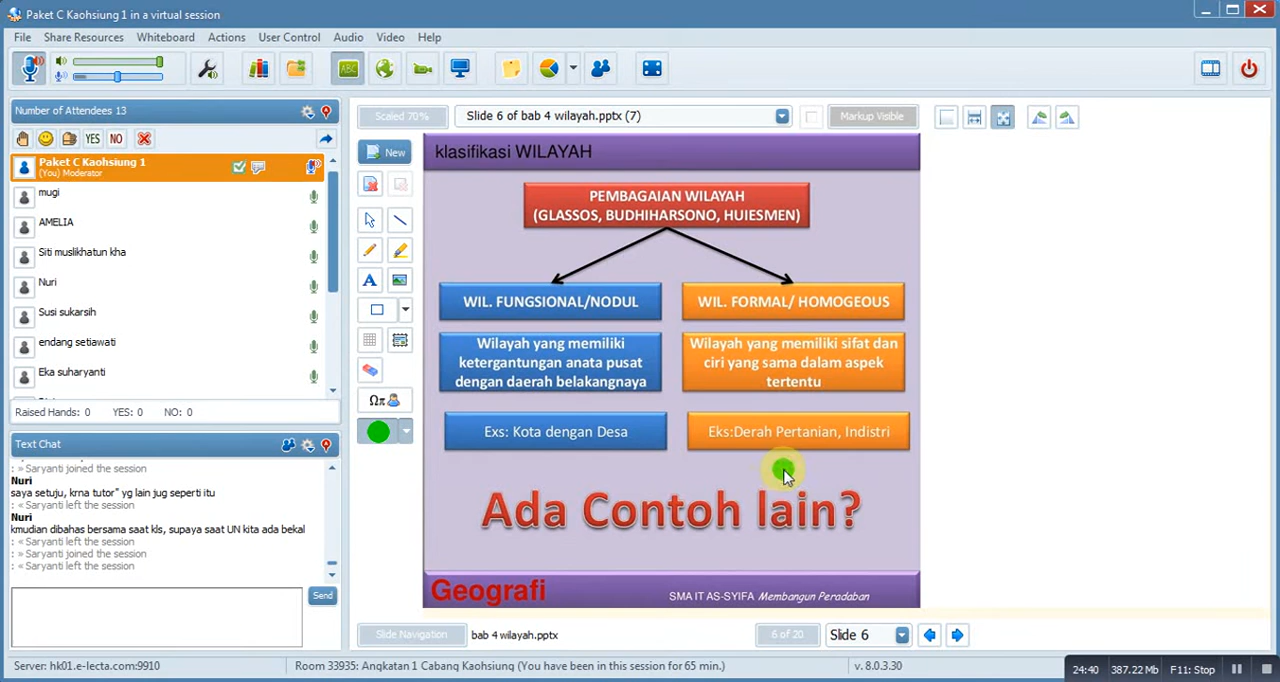 Paket C Kaohsiung 1 in a virtual session
File Share Resources Whiteboard Actions User Control Audio Video Help
ABC
Number of Attendees 13
YES NO
Paket C Kaohsiung 1
(You) Moderator
mugi
AMELIA
Siti muslikhatun kha
Nuri
Susi sukarsih
endang setiawati
Eka suharyanti
Raised Hands: 0 YES: 0 NO: 0
Text Chat
: » Saryanti joined the session
Nuri
saya setuju, krna tutor" yg lain jug seperti itu
: « Saryanti left the session
Nuri
kmudian dibahas bersama saat kls, supaya saat UN kita ada bekal
: « Saryanti left the session
: » Saryanti joined the session
: « Saryanti left the session
Send
Scaled 70%
Slide 6 of bab 4 wilayah.pptx (7)
Markup Visible
New
A
Ωπ
klasifikasi WILAYAH
PEMBAGAIAN WILAYAH
(GLASSOS, BUDHIHARSONO, HUIESMEN)
WIL. FUNGSIONAL/NODUL
Wilayah yang memiliki
ketergantungan anata pusat
dengan daerah belakangnaya
Exs: Kota dengan Desa
WIL. FORMAL/ HOMOGEOUS
Wilayah yang memiliki sifat dan
ciri yang sama dalam aspek
tertentu
Eks:Derah Pertanian, Indistri
Ada Contoh lain?
Geografi
SMA IT AS-SYIFA Membangun Peradaban
Slide Navigation
bab 4 wilayah.pptx
6 of 20
Slide 6
Server: hk01.e-lecta.com:9910
Room 33935: Angkatan 1 Cabang Kaohsiung (You have been in this session for 65 min.)
v. 8.0.3.30
24:40 387.22 Mb F11: Stop